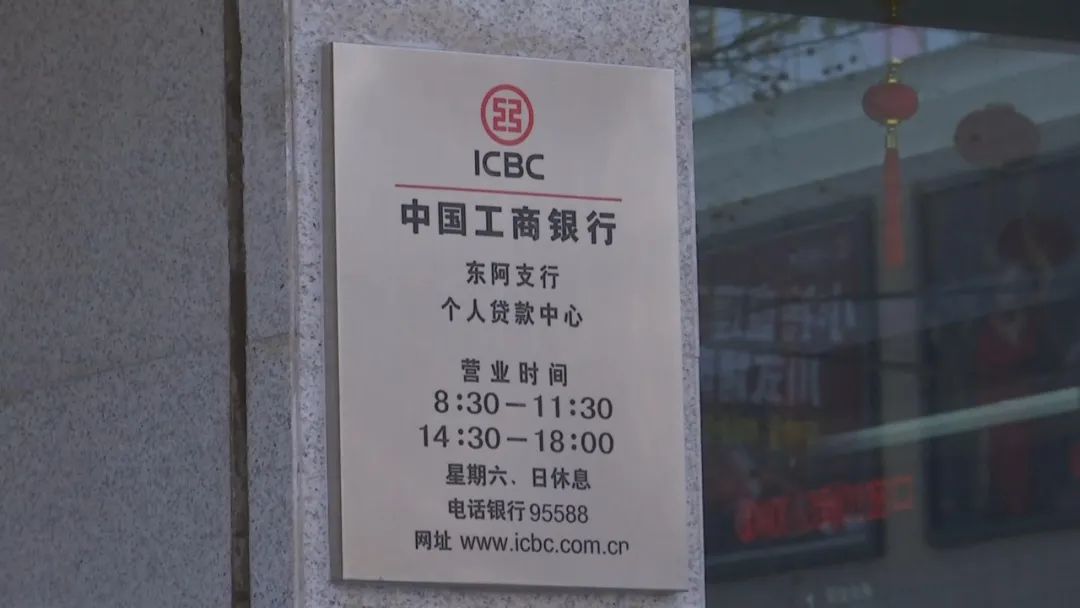 ICBC
中国工商银行
东阿支行
个人贷款中心
营业时间
8:30-11:30
14:30-18:00
星期六、日休息
电话银行95588
网址 www.icbc.com.cn